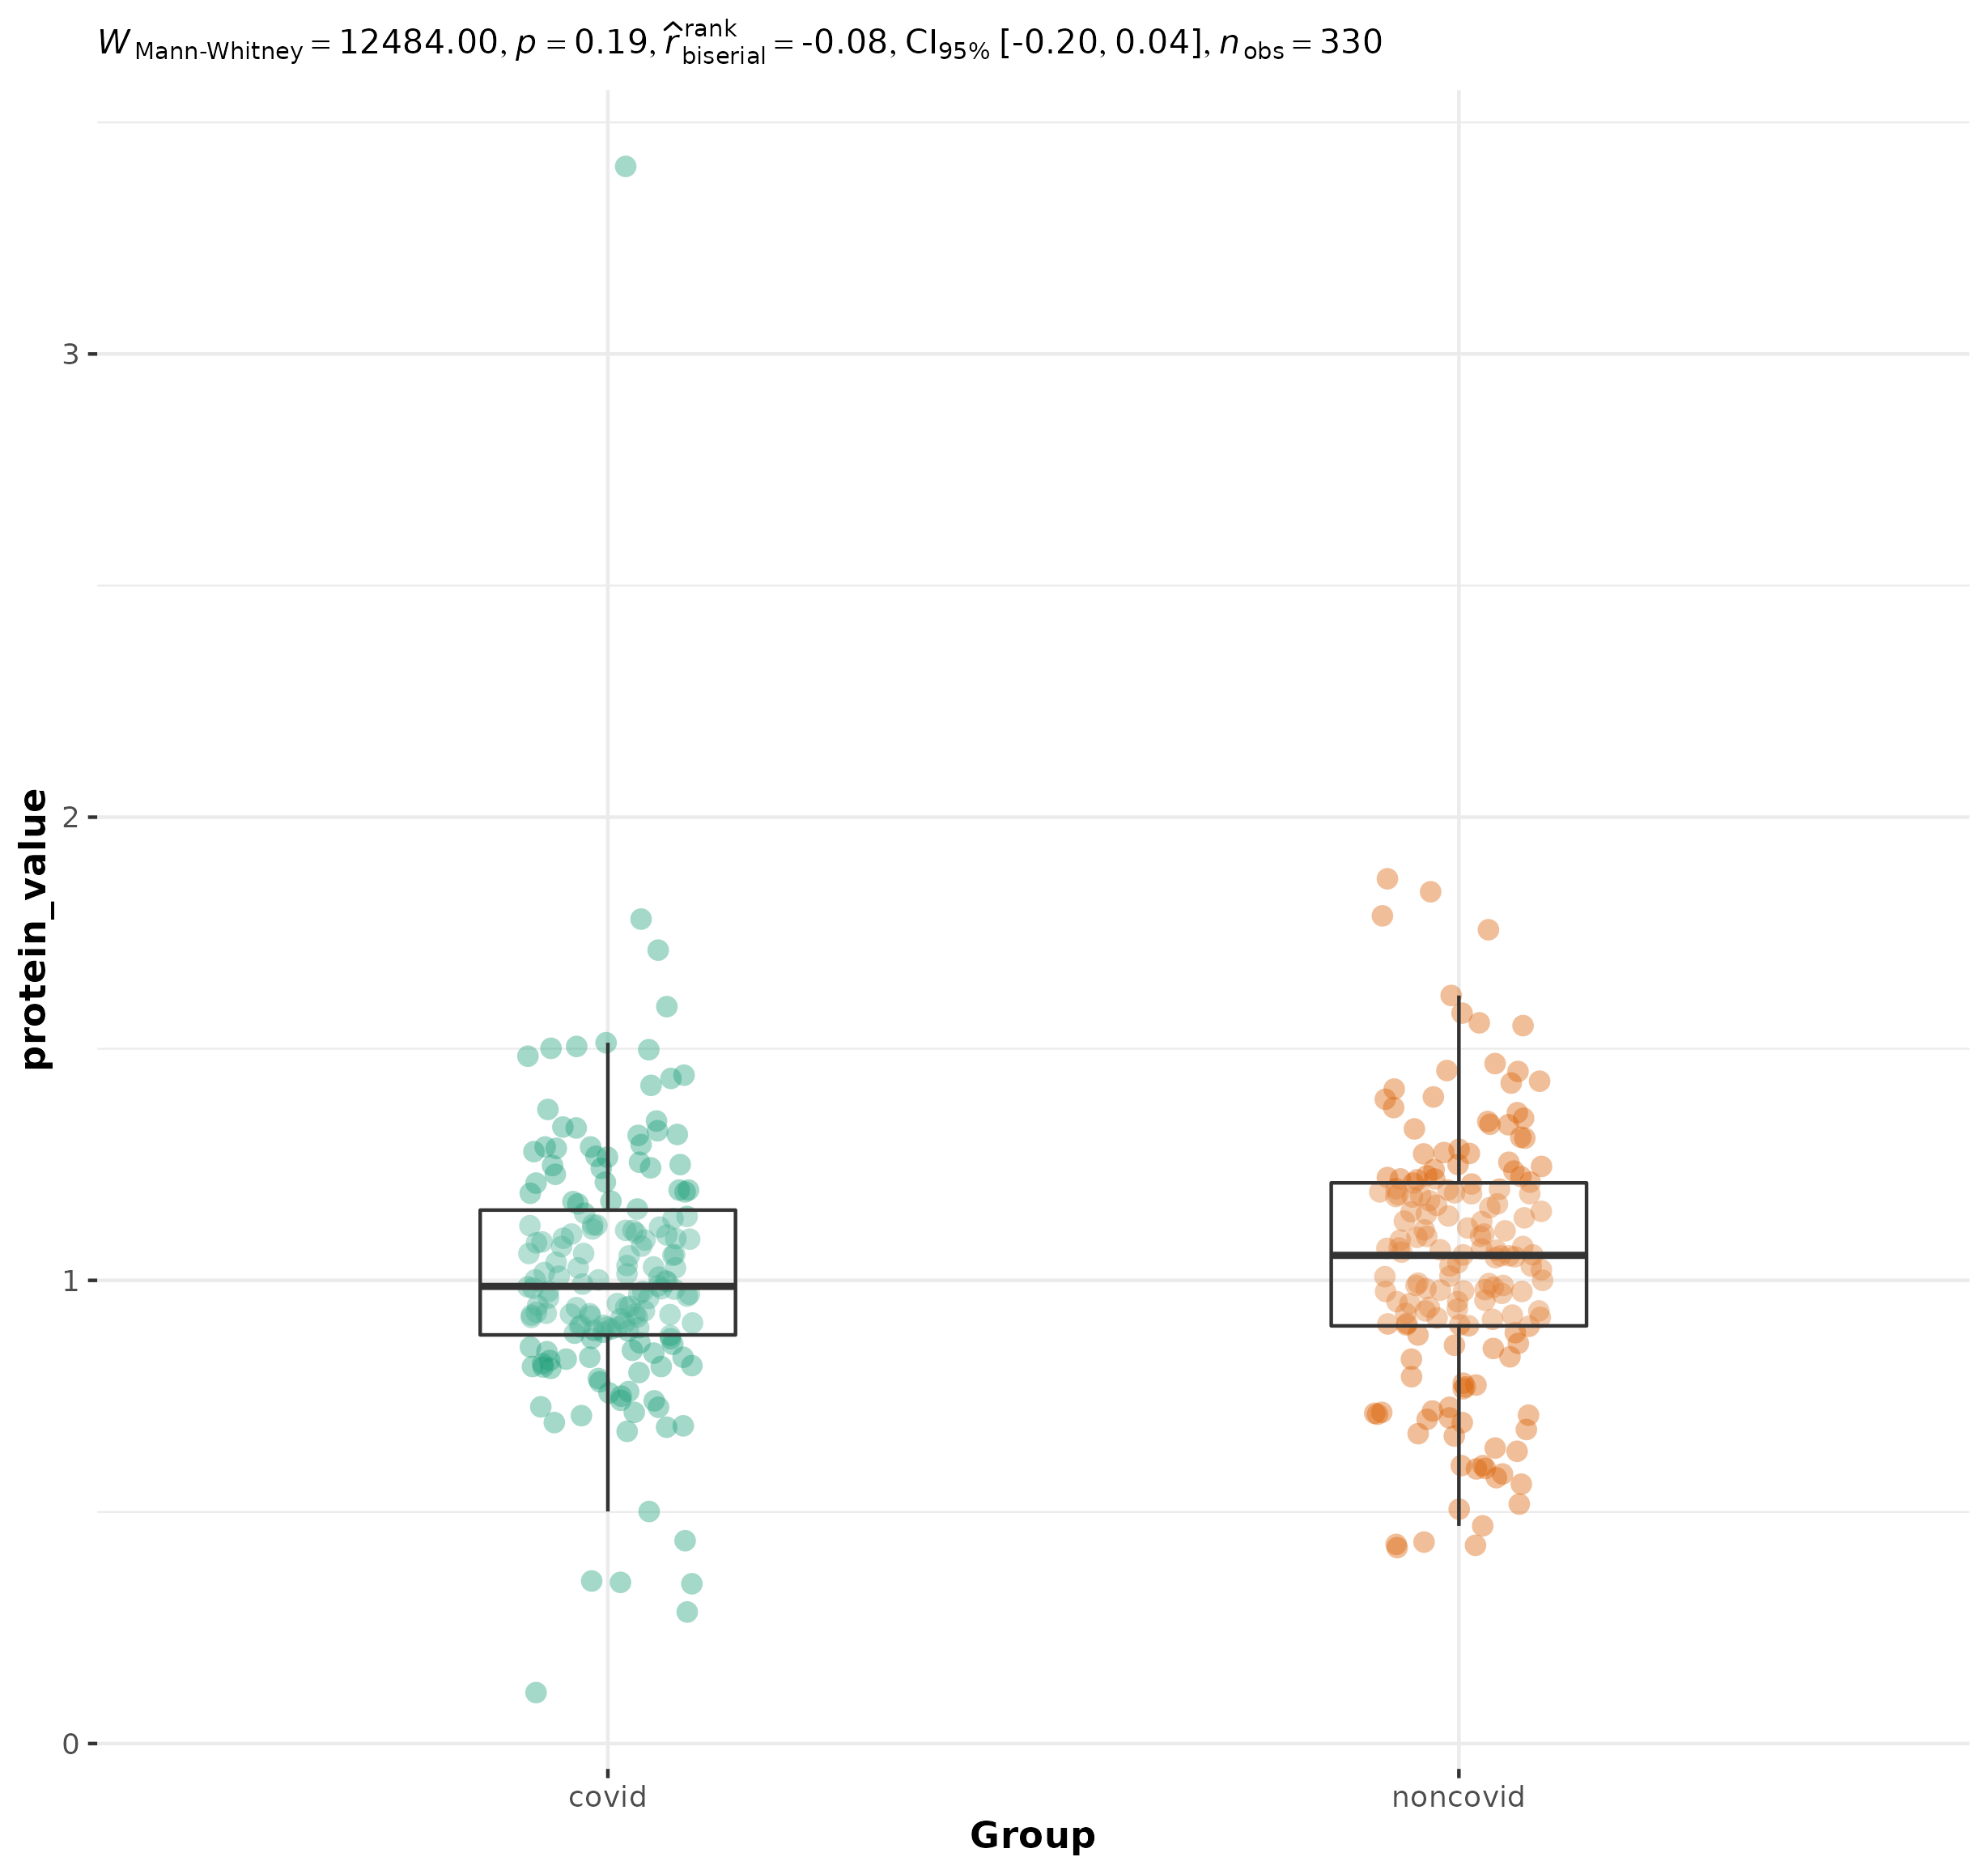 W Mann-Whitney = 12484.00, p = 0.19, r̂ rank biserial = -0.08, CI95% [-0.20, 0.04], n obs = 330
3
2
1
0
protein_value
covid noncovid
Group